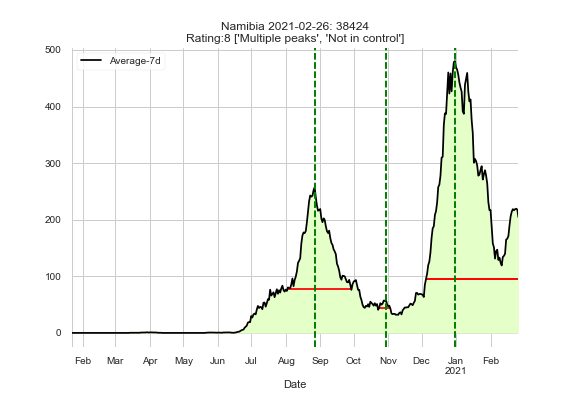 Namibia 2021-02-26: 38424
Rating:8 ['Multiple peaks', 'Not in control']
Average-7d
500
400
300
200
100
0
Feb Mar Apr May Jun Jul Aug Sep Oct Nov Dec Jan Feb
2021
Date